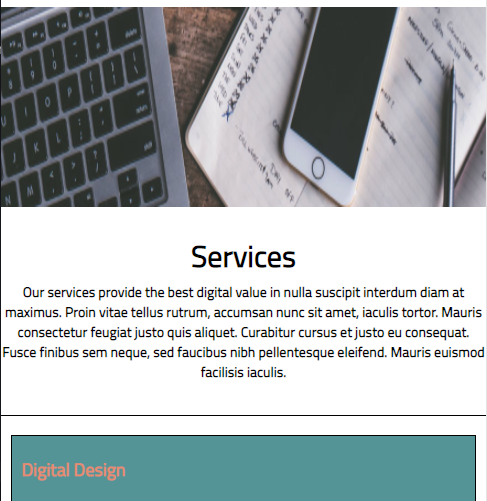 Services
Our services provide the best digital value in nulla suscipit interdum diam at
maximus. Proin vitae tellus rutrum, accumsan nunc sit amet, iaculis tortor. Mauris
consectetur feugiat justo quis aliquet. Curabitur cursus et justo eu consequat.
Fusce finibus sem neque, sed faucibus nibh pellentesque eleifend. Mauris euismod
facilisis iaculis.
Digital Design